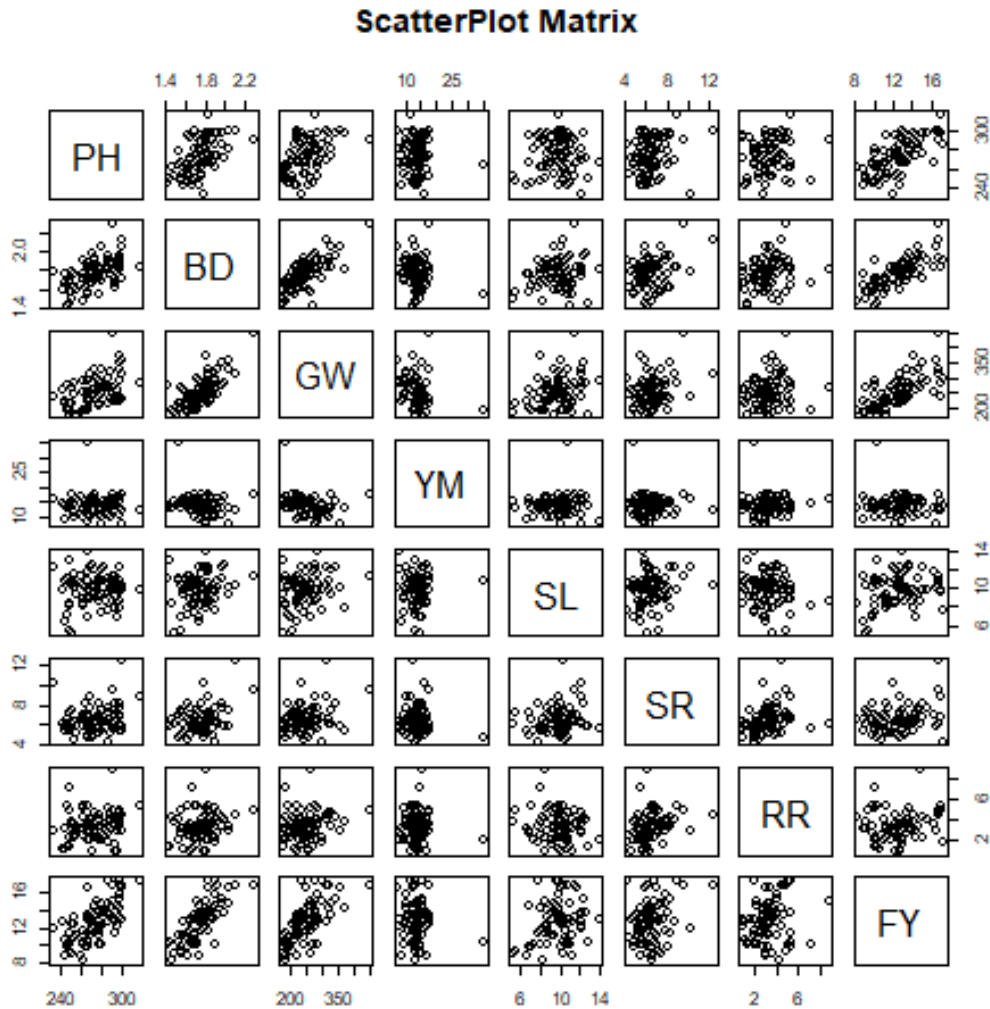 ScatterPlot Matrix
1.4 1.8 2.2 10 25 4 8 12 8 12 16
PH 240 300
1.4 2.0 BD
GW 200 350
10 25 YM
SL 6 10 14
4 8 12 SR
RR 2 6
8 12 16 FY
240 300 200 350 6 10 14 2 6